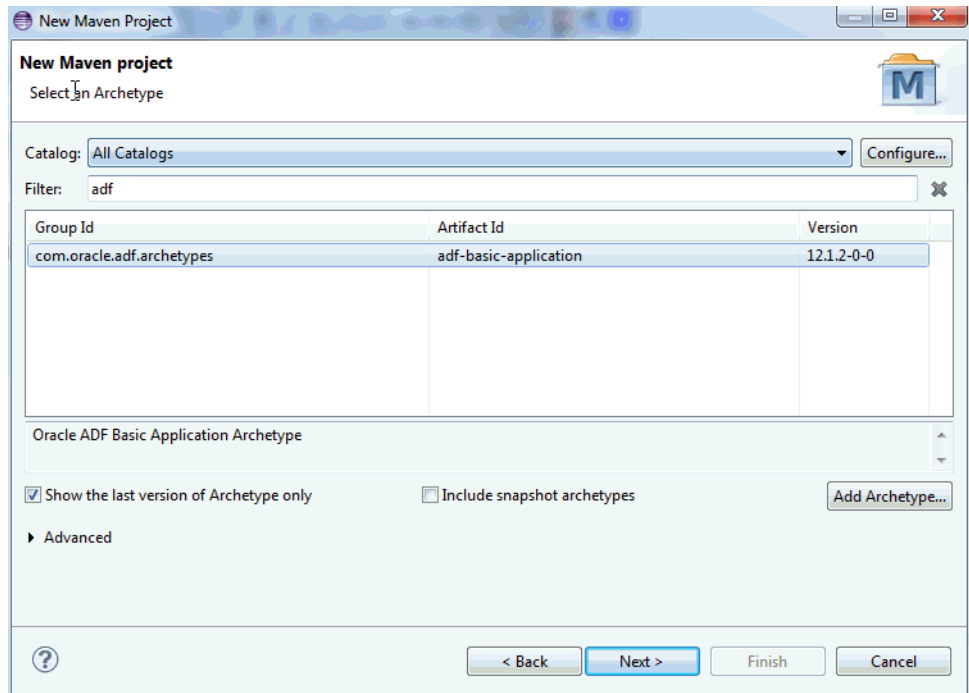 New Maven Project
New Maven project
Select an Archetype
M
Catalog: All Catalogs Configure...
Filter: adf
Group Id Artifact Id Version
com.oracle.adf.archetypes adf-basic-application 12.1.2-0-0
Oracle ADF Basic Application Archetype
Show the last version of Archetype only Include snapshot archetypes Add Archetype...
Advanced
? < Back Next > Finish Cancel